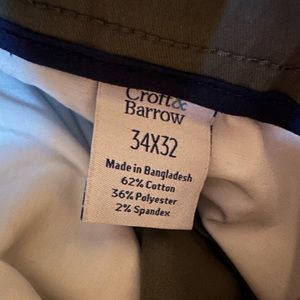 Croft&
Barrow
34X32
Made in Bangladesh
62% Cotton
36% Polyester
2% Spandex